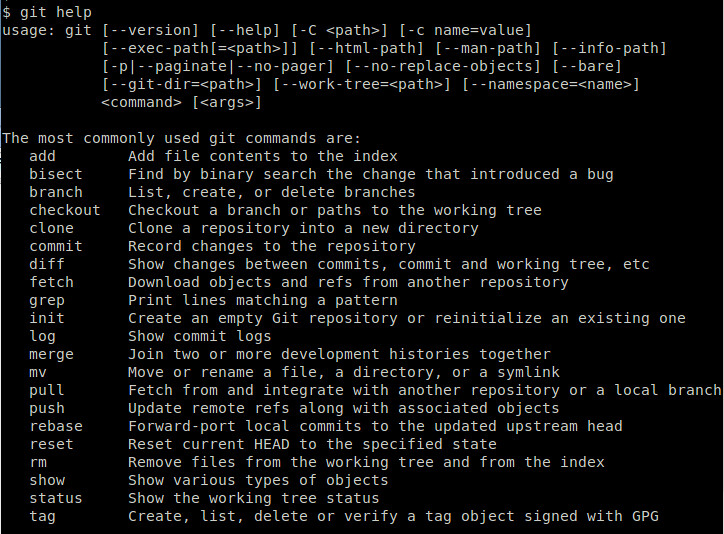 $ git help
usage: git [--version] [--help] [-C <path>] [-c name=value]
           [--exec-path[=<path>]] [--html-path] [--man-path] [--info-path]
           [-p|--paginate|--no-pager] [--no-replace-objects] [--bare]
           [--git-dir=<path>] [--work-tree=<path>] [--namespace=<name>]
           <command> [<args>]

The most commonly used git commands are:
   add        Add file contents to the index
   bisect     Find by binary search the change that introduced a bug
   branch     List, create, or delete branches
   checkout   Checkout a branch or paths to the working tree
   clone      Clone a repository into a new directory
   commit     Record changes to the repository
   diff       Show changes between commits, commit and working tree, etc
   fetch      Download objects and refs from another repository
   grep       Print lines matching a pattern
   init       Create an empty Git repository or reinitialize an existing one
   log        Show commit logs
   merge      Join two or more development histories together
   mv         Move or rename a file, a directory, or a symlink
   pull       Fetch from and integrate with another repository or a local branch
   push       Update remote refs along with associated objects
   rebase     Forward-port local commits to the updated upstream head
   reset      Reset current HEAD to the specified state
   rm         Remove files from the working tree and from the index
   show       Show various types of objects
   status     Show the working tree status
   tag        Create, list, delete or verify a tag object signed with GPG